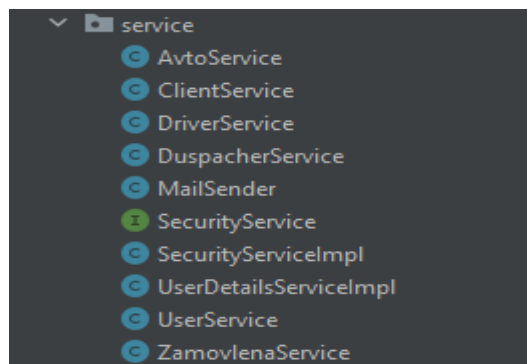 service
AvtoService
ClientService
DriverService
DuspacherService
MailSender
SecurityService
SecurityServiceImpl
UserDetailsServiceImpl
UserService
ZamovlenaService